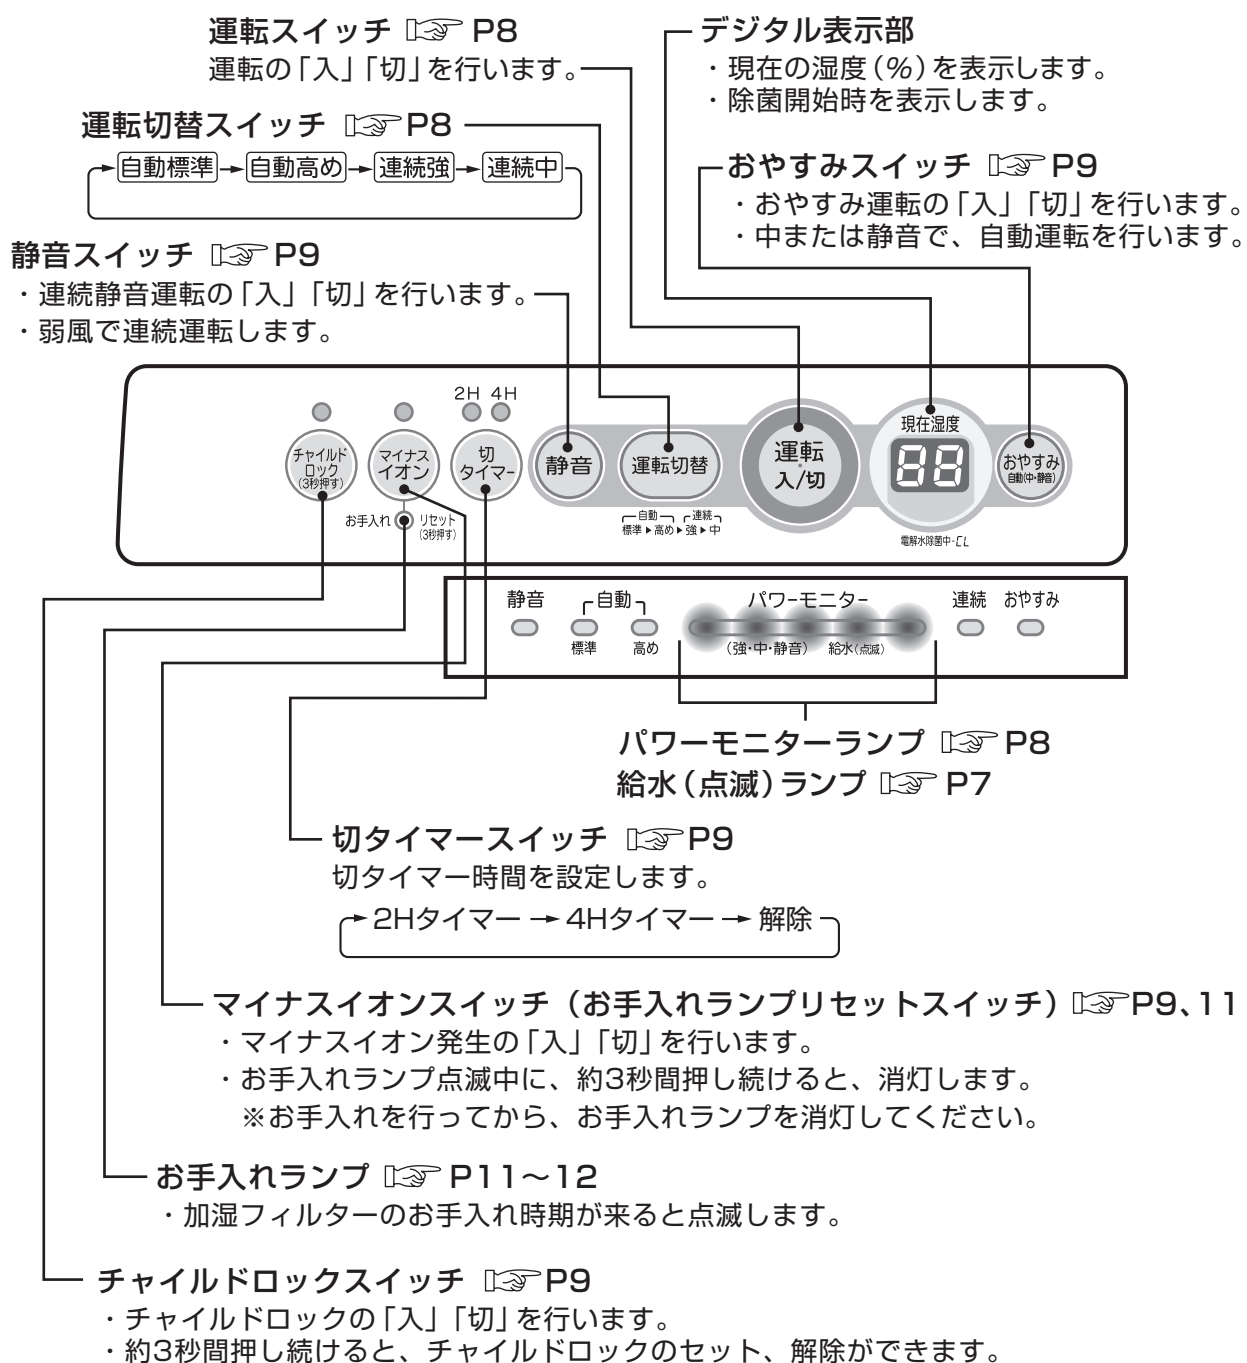 運転スイッチ P8
運転の「入」「切」を行います。
デジタル表示部
・現在の湿度(%)を表示します。
・除菌開始時を表示します。
運転切替スイッチ P8
自動標準→自動高め→連続強→連続中
おやすみスイッチ P9
・おやすみ運転の「入」「切」を行います。
・中または静音で、自動運転を行います。
静音スイッチ P9
・連続静音運転の「入」「切」を行います。
・弱風で連続運転します。
2H 4H
チャイルド
ロック
(3秒押す)
マイナス
イオン
切
タイマー
静音
運転切替
運転
入/切
現在湿度
88
おやすみ
自動(中・静音)
お手入れ
リセット
(3秒押す)
自動 連続
標準▶高め▶強▶中
電解水除菌中-CL
静音
自動
標準 高め
パワーモニター
(強・中・静音) 給水(点滅)
連続 おやすみ
パワーモニターランプ P8
給水(点滅)ランプ P7
切タイマースイッチ P9
切タイマー時間を設定します。
2Hタイマー→4Hタイマー→解除
マイナスイオンスイッチ(お手入れランプリセットスイッチ)P9、11
・マイナスイオン発生の「入」「切」を行います。
・お手入れランプ点滅中に、約3秒間押し続けると、消灯します。
※お手入れを行ってから、お手入れランプを消灯してください。
お手入れランプ P11〜12
・加湿フィルターのお手入れ時期が来ると点滅します。
チャイルドロックスイッチ P9
・チャイルドロックの「入」「切」を行います。
・約3秒間押し続けると、チャイルドロックのセット、解除ができます。